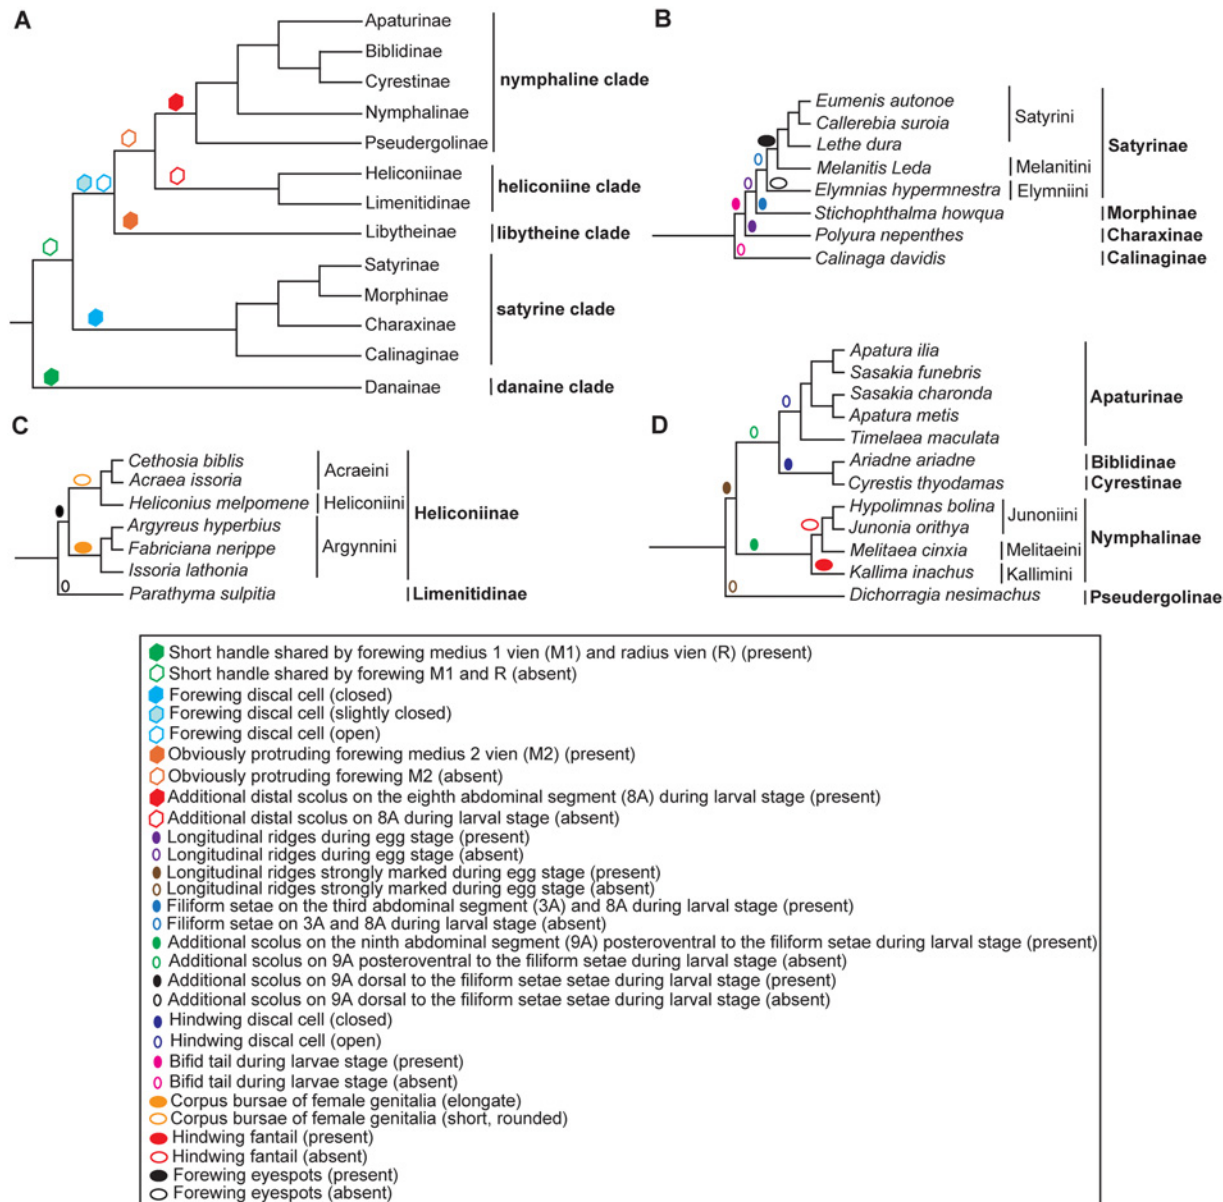 A
Apaturinae
Biblidinae
Cyrestinae
nymphaline clade
Nymphalinae
Pseudergolinae
Heliconiinae
heliconiine clade
Limenitidinae
Libytheinae
libytheine clade
Satyrinae
Morphinae
satyrine clade
Charaxinae
Calinaginae
Danainae
danaine clade
B
Eumenis autonoe
Callerebia suroia
Satyrini
Lethe dura
Satyrinae
Melanitis Leda
Melanitini
Elymnias hypermnestra
Elymniini
Stichophthalma howqua
Morphinae
Polyura nepenthes
Charaxinae
Calinaga davidis
Calinaginae
C
Cethosia biblis
Acraea issoria
Acraeini
Heliconius melpomene
Heliconiini
Heliconiinae
Argyreus hyperbius
Fabriciana nerippe
Argynnini
Issoria lathonia
Parathyma sulpitia
Limenitidinae
D
Apatura ilia
Sasakia funebris
Sasakia charonda
Apaturinae
Apatura metis
Timelaea maculata
Ariadne ariadne
Biblidinae
Cyrestis thyodamas
Cyrestinae
Hypolimnas bolina
Junonia orithya
Junoniini
Nymphalinae
Melitaea cinxia
Melitaeini
Kallima inachus
Kallimini
Dichorragia nesimachus
Pseudergolinae
Short handle shared by forewing medius 1 vien (M1) and radius vien (R) (present)
Short handle shared by forewing M1 and R (absent)
Forewing discal cell (closed)
Forewing discal cell (slightly closed)
Forewing discal cell (open)
Obviously protruding forewing medius 2 vien (M2) (present)
Obviously protruding forewing M2 (absent)
Additional distal scolus on the eighth abdominal segment (8A) during larval stage (present)
Additional distal scolus on 8A during larval stage (absent)
Longitudinal ridges during egg stage (present)
Longitudinal ridges during egg stage (absent)
Longitudinal ridges strongly marked during egg stage (present)
Longitudinal ridges strongly marked during egg stage (absent)
Filiform setae on the third abdominal segment (3A) and 8A during larval stage (present)
Filiform setae on 3A and 8A during larval stage (absent)
Additional scolus on the ninth abdominal segment (9A) posteroventral to the filiform setae during larval stage (present)
Additional scolus on 9A posteroventral to the filiform setae during larval stage (absent)
Additional scolus on 9A dorsal to the filiform setae setae during larval stage (present)
Additional scolus on 9A dorsal to the filiform setae setae during larval stage (absent)
Hindwing discal cell (closed)
Hindwing discal cell (open)
Bifid tail during larvae stage (present)
Bifid tail during larvae stage (absent)
Corpus bursae of female genitalia (elongate)
Corpus bursae of female genitalia (short, rounded)
Hindwing fantail (present)
Hindwing fantail (absent)
Forewing eyespots (present)
Forewing eyespots (absent)